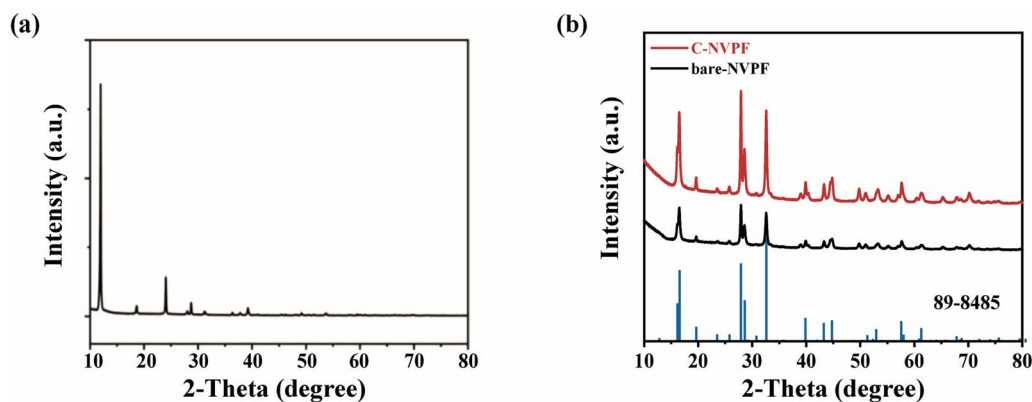 (a)
Intensity (a.u.)
10 20 30 40 50 60 70 80
2-Theta (degree)
(b)
C-NVPF
bare-NVPF
Intensity (a.u.)
89-8485
10 20 30 40 50 60 70 80
2-Theta (degree)